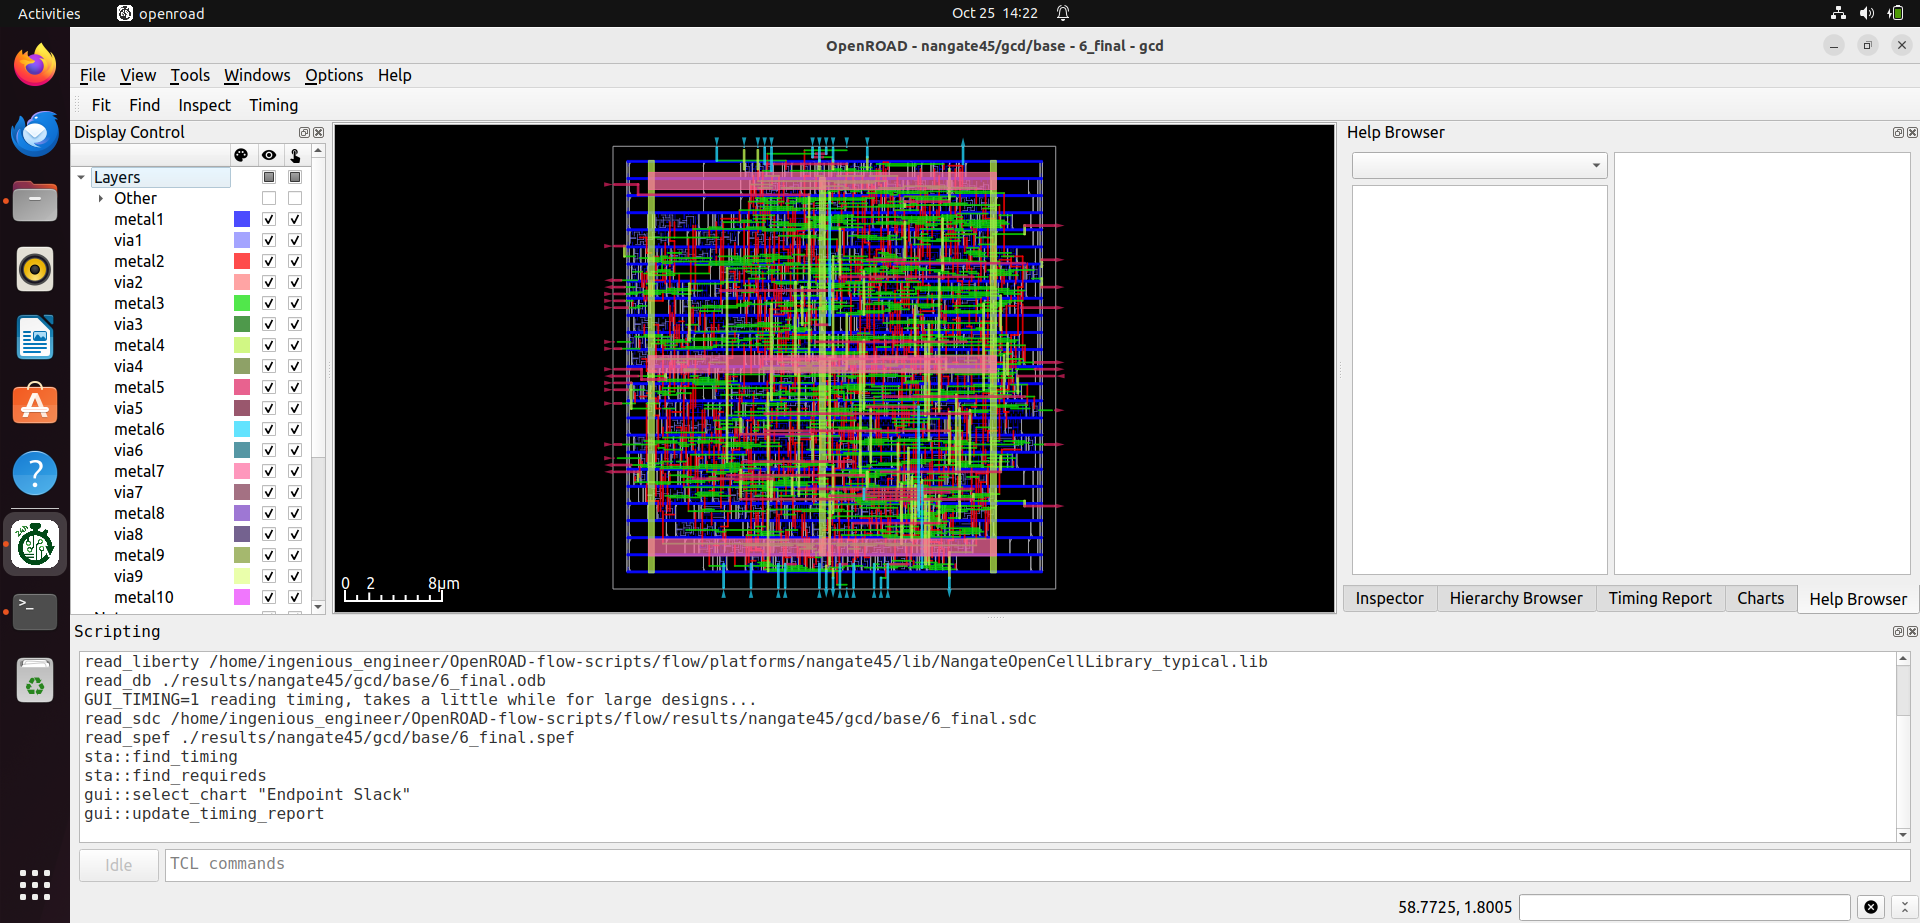 Activities
openroad
Oct 25 14:22
OpenROAD - nangate45/gcd/base - 6_final - gcd
File View Tools Windows Options Help
Fit Find Inspect Timing
Display Control
Layers
Other
metal1
via1
metal2
via2
metal3
via3
metal4
via4
metal5
via5
metal6
via6
metal7
via7
metal8
via8
metal9
via9
metal10
0 2 8μm
Help Browser
Inspector Hierarchy Browser Timing Report Charts Help Browser
Scripting
read_liberty /home/ingenious_engineer/OpenROAD-flow-scripts/flow/platforms/nangate45/lib/NangateOpenCellLibrary_typical.lib
read_db ./results/nangate45/gcd/base/6_final.odb
GUI_TIMING=1 reading timing, takes a little while for large designs...
read_sdc /home/ingenious_engineer/OpenROAD-flow-scripts/flow/results/nangate45/gcd/base/6_final.sdc
read_spef ./results/nangate45/gcd/base/6_final.spef
sta::find_timing
sta::find_requireds
gui::select_chart "Endpoint Slack"
gui::update_timing_report
Idle
TCL commands
58.7725, 1.8005